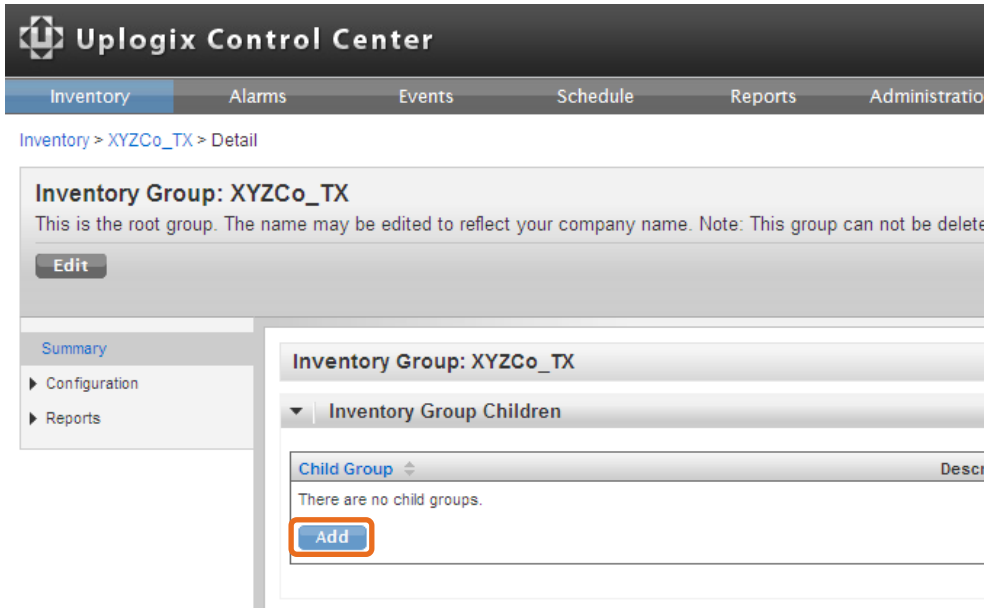 Uplogix Control Center
Inventory Alarms Events Schedule Reports Administratio
Inventory > XYZCo_TX > Detail
Inventory Group: XYZCo_TX
This is the root group. The name may be edited to reflect your company name. Note: This group can not be delete
Edit
Summary
Configuration
Reports
Inventory Group: XYZCo_TX
Inventory Group Children
Child Group Descr
There are no child groups.
Add